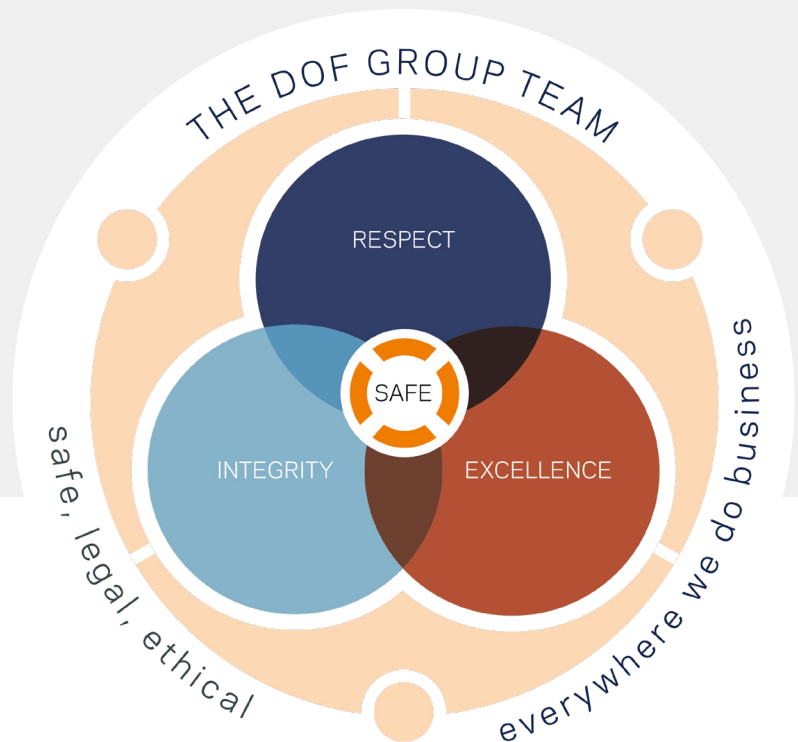 THE DOF GROUP TEAM
RESPECT
SAFE
INTEGRITY
EXCELLENCE
safe, legal, ethical
everywhere we do business